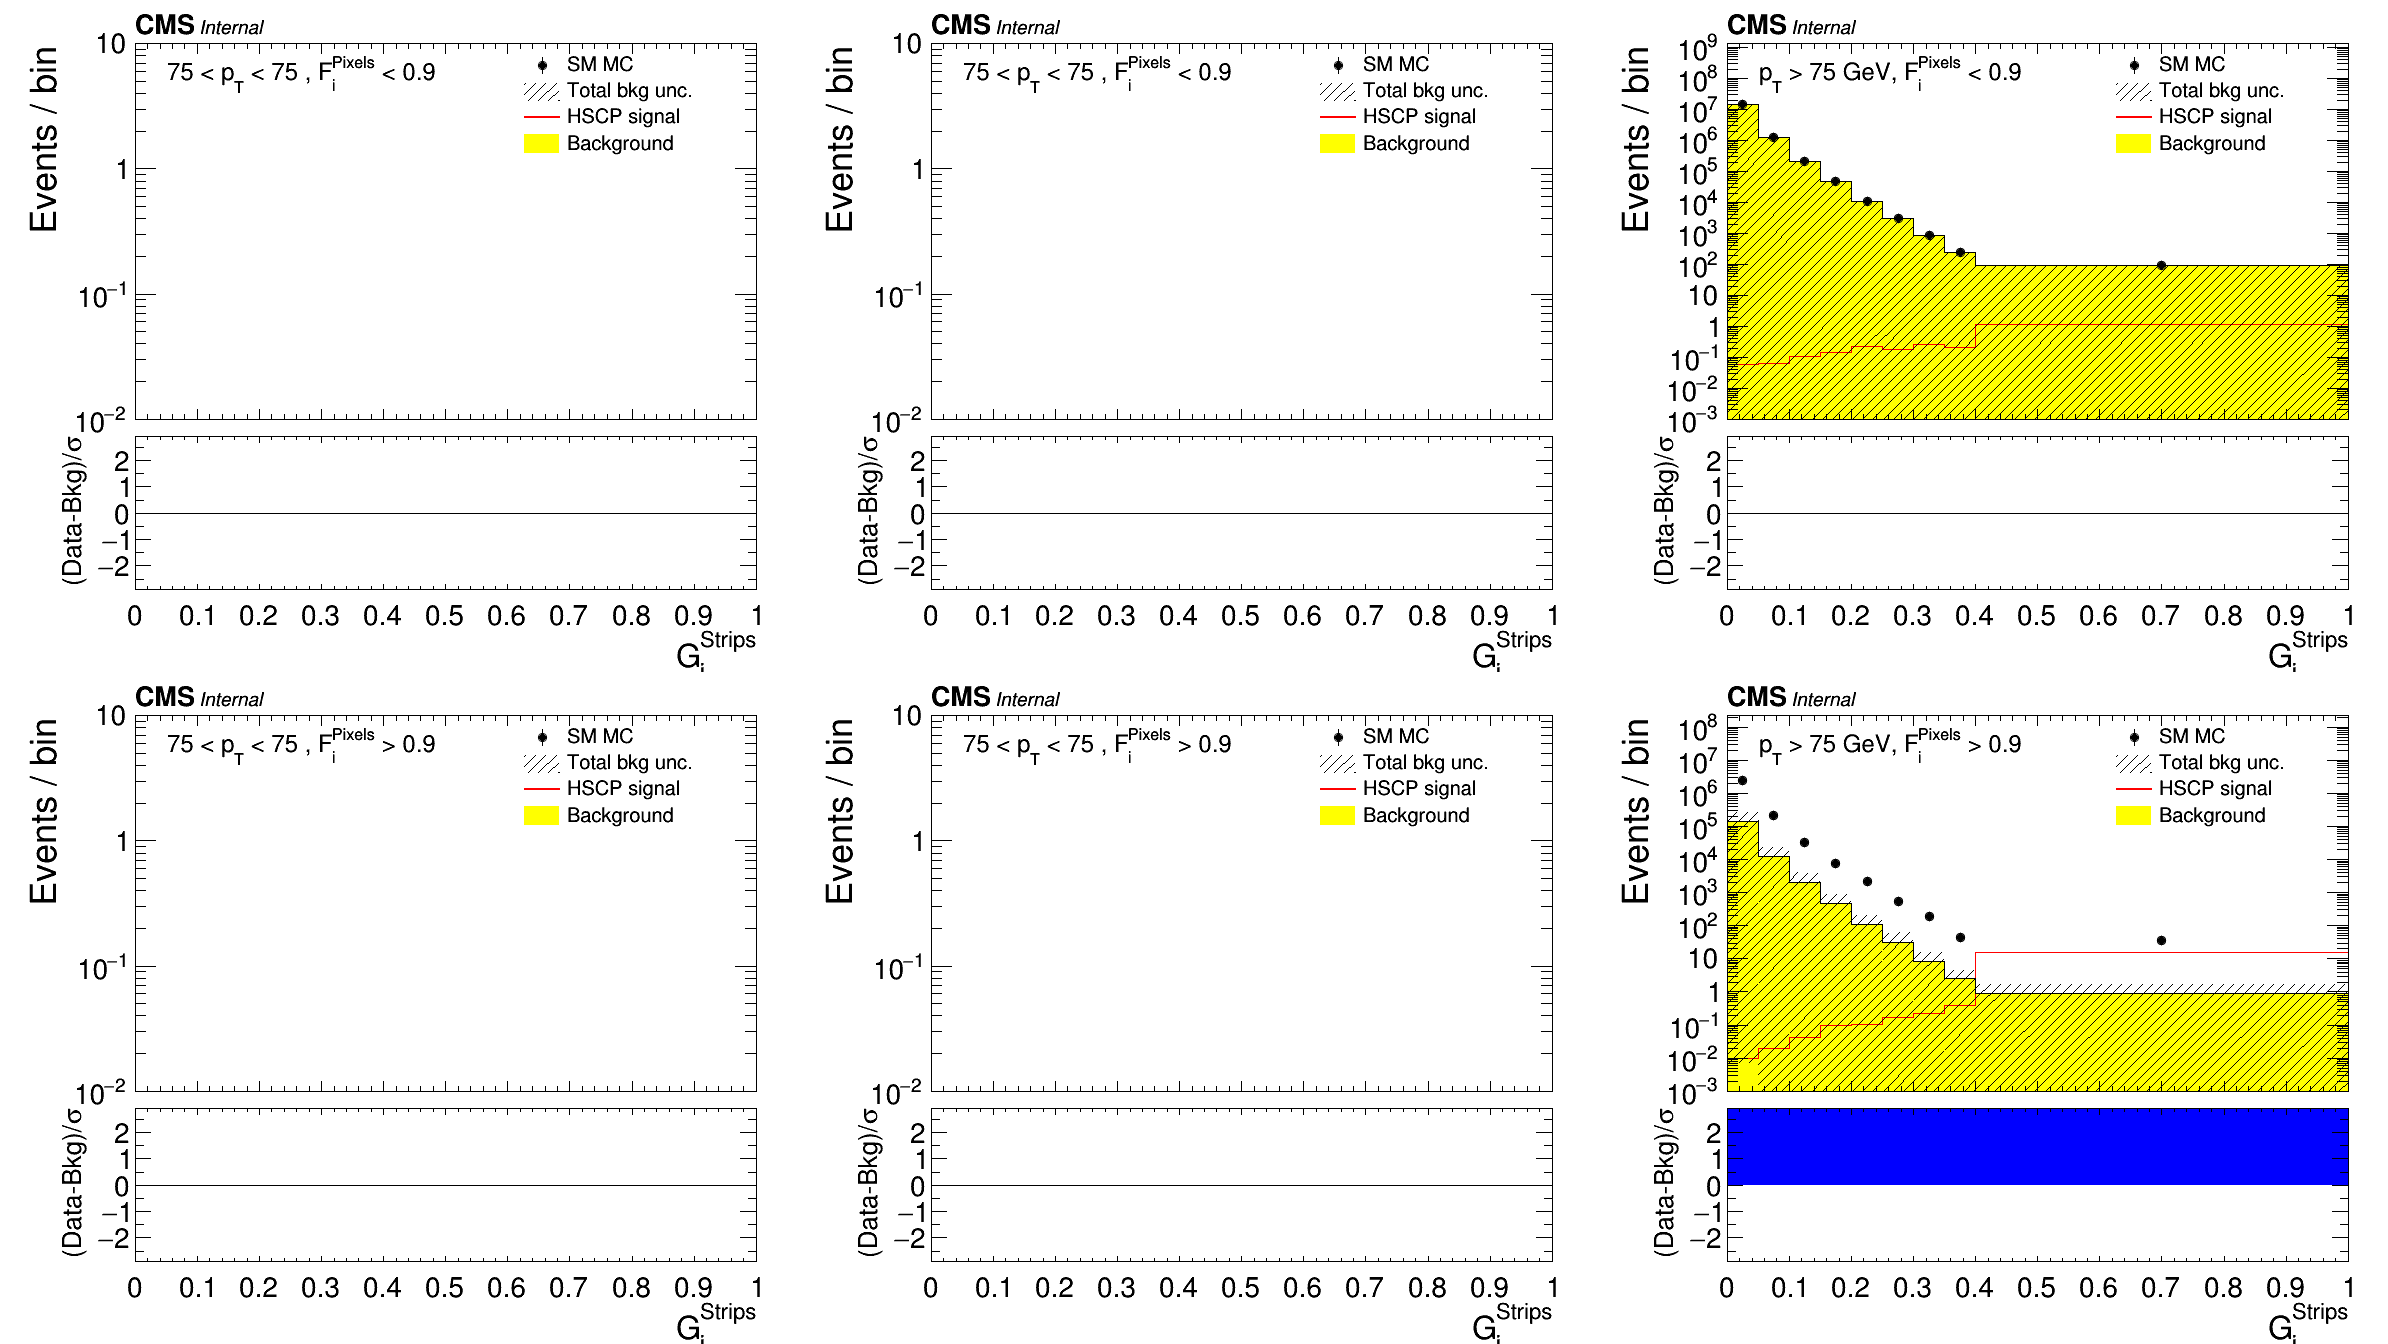 CMS Internal
Events / bin
75 < p_T < 75 , F_i^Pixels < 0.9
SM MC
Total bkg unc.
HSCP signal
Background
10
1
10^−1
10^−2
(Data-Bkg)/σ
2
1
0
−1
−2
0 0.1 0.2 0.3 0.4 0.5 0.6 0.7 0.8 0.9 1
G_i^Strips
CMS Internal
Events / bin
75 < p_T < 75 , F_i^Pixels < 0.9
SM MC
Total bkg unc.
HSCP signal
Background
10
1
10^−1
10^−2
(Data-Bkg)/σ
2
1
0
−1
−2
0 0.1 0.2 0.3 0.4 0.5 0.6 0.7 0.8 0.9 1
G_i^Strips
CMS Internal
Events / bin
p_T > 75 GeV, F_i^Pixels < 0.9
SM MC
Total bkg unc.
HSCP signal
Background
10^9
10^8
10^7
10^6
10^5
10^4
10^3
10^2
10
1
10^−1
10^−2
10^−3
(Data-Bkg)/σ
2
1
0
−1
−2
0 0.1 0.2 0.3 0.4 0.5 0.6 0.7 0.8 0.9 1
G_i^Strips
CMS Internal
Events / bin
75 < p_T < 75 , F_i^Pixels > 0.9
SM MC
Total bkg unc.
HSCP signal
Background
10
1
10^−1
10^−2
(Data-Bkg)/σ
2
1
0
−1
−2
0 0.1 0.2 0.3 0.4 0.5 0.6 0.7 0.8 0.9 1
G_i^Strips
CMS Internal
Events / bin
75 < p_T < 75 , F_i^Pixels > 0.9
SM MC
Total bkg unc.
HSCP signal
Background
10
1
10^−1
10^−2
(Data-Bkg)/σ
2
1
0
−1
−2
0 0.1 0.2 0.3 0.4 0.5 0.6 0.7 0.8 0.9 1
G_i^Strips
CMS Internal
Events / bin
p_T > 75 GeV, F_i^Pixels > 0.9
SM MC
Total bkg unc.
HSCP signal
Background
10^8
10^7
10^6
10^5
10^4
10^3
10^2
10
1
10^−1
10^−2
10^−3
(Data-Bkg)/σ
2
1
0
−1
−2
0 0.1 0.2 0.3 0.4 0.5 0.6 0.7 0.8 0.9 1
G_i^Strips